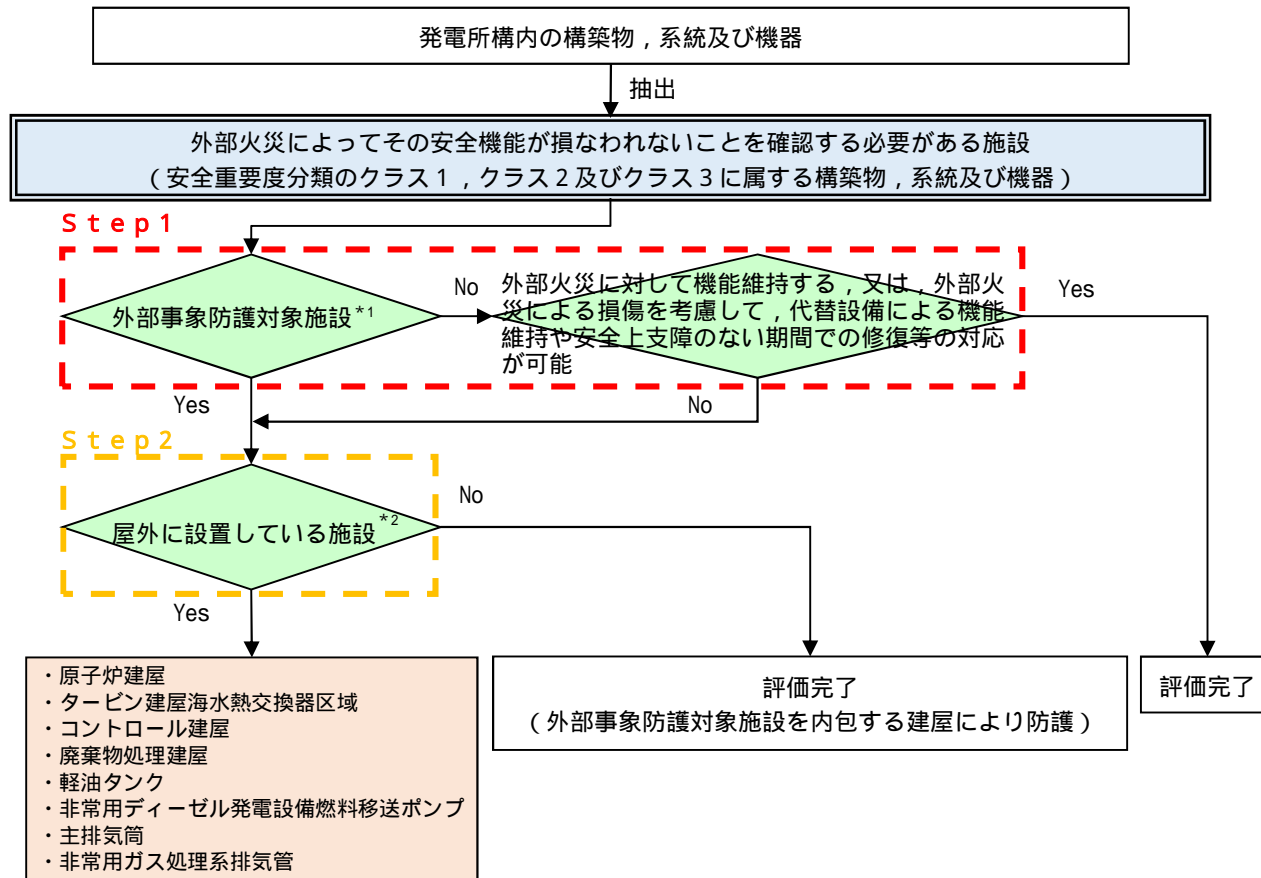 発電所構内の構築物，系統及び機器
抽出
外部火災によってその安全機能が損なわれないことを確認する必要がある施設
（安全重要度分類のクラス１，クラス２及びクラス３に属する構築物，系統及び機器）
Ｓｔｅｐ１
外部事象防護対象施設*1
No
外部火災に対して機能維持する，又は，外部火
災による損傷を考慮して，代替設備による機能
維持や安全上支障のない期間での修復等の対応
が可能
Yes
Yes
No
Ｓｔｅｐ２
屋外に設置している施設*2
No
Yes
・原子炉建屋
・タービン建屋海水熱交換器区域
・コントロール建屋
・廃棄物処理建屋
・軽油タンク
・非常用ディーゼル発電設備燃料移送ポンプ
・主排気筒
・非常用ガス処理系排気管
評価完了
（外部事象防護対象施設を内包する建屋により防護）
評価完了